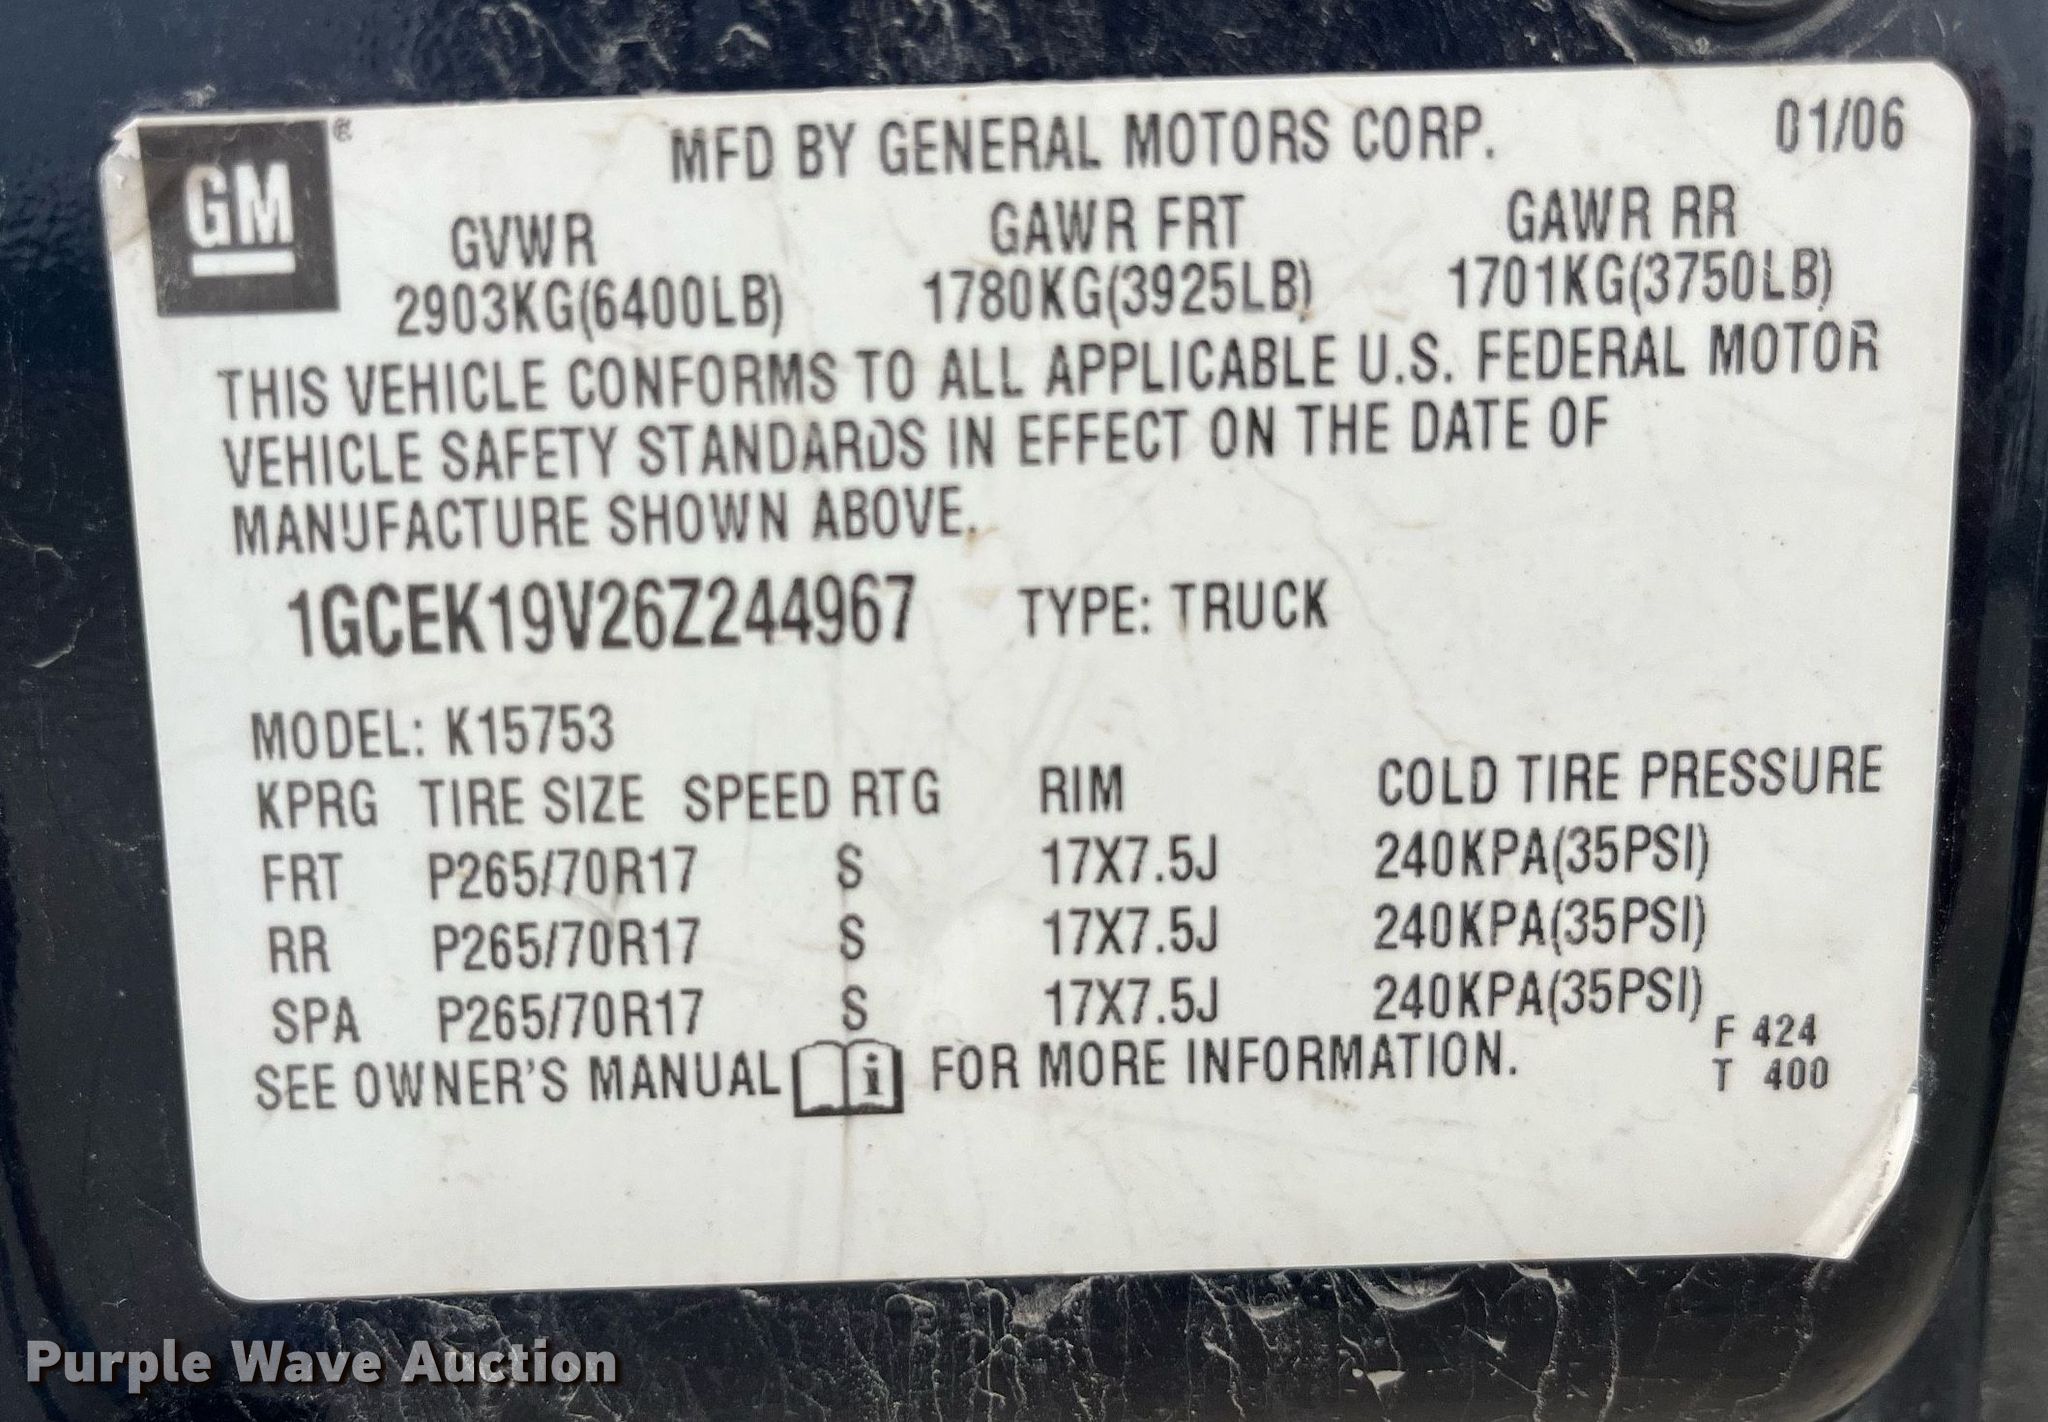 GM ® MFD BY GENERAL MOTORS CORP. 01/06
GVWR GAWR FRT GAWR RR
2903KG(6400LB) 1780KG(3925LB) 1701KG(3750LB)
THIS VEHICLE CONFORMS TO ALL APPLICABLE U.S. FEDERAL MOTOR
VEHICLE SAFETY STANDARDS IN EFFECT ON THE DATE OF
MANUFACTURE SHOWN ABOVE.
1GCEK19V26Z244967 TYPE: TRUCK
MODEL: K15753
KPRG TIRE SIZE SPEED RTG RIM COLD TIRE PRESSURE
FRT P265/70R17 S 17X7.5J 240KPA(35PSI)
RR P265/70R17 S 17X7.5J 240KPA(35PSI)
SPA P265/70R17 S 17X7.5J 240KPA(35PSI)
SEE OWNER'S MANUAL i FOR MORE INFORMATION.
F 424
T 400
Purple Wave Auction